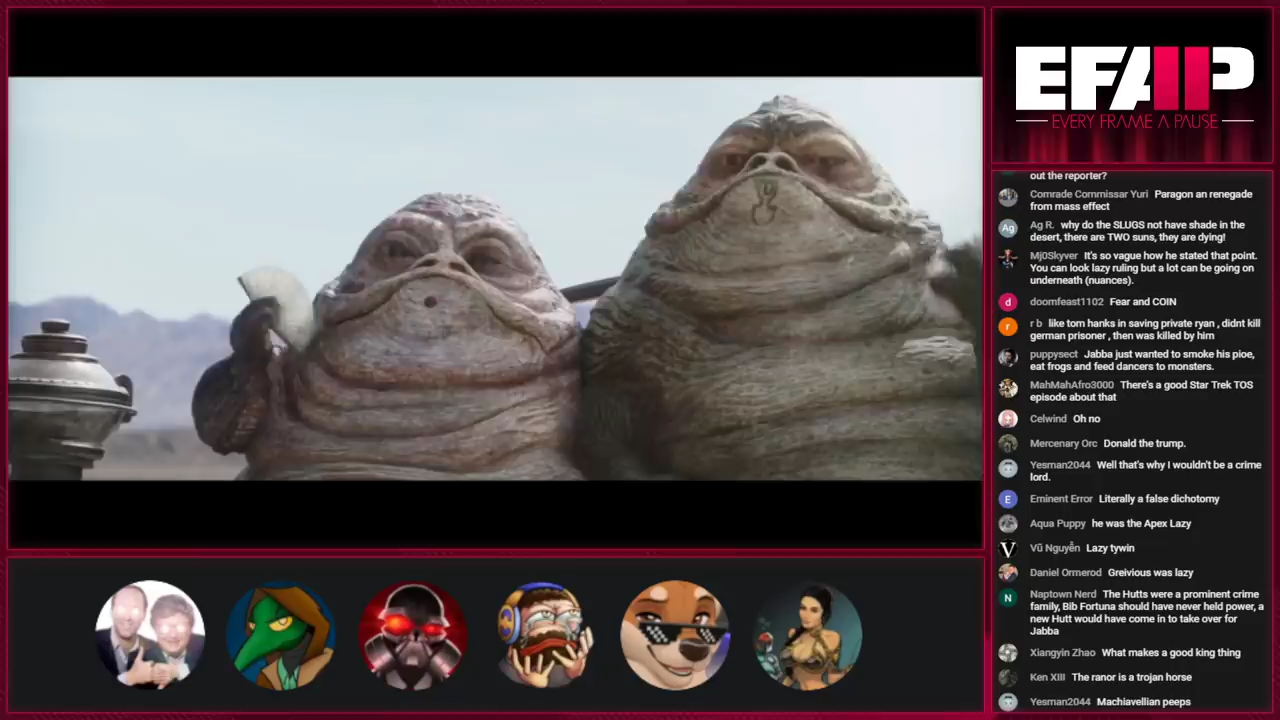 EFAP
EVERY FRAME A PAUSE
out the reporter?
Comrade Commissar Yuri Paragon an renegade
from mass effect
Ag
Ag R. why do the SLUGS not have shade in the
desert, there are TWO suns, they are dying!
Mj0Skyver It's so vague how he stated that point.
You can look lazy ruling but a lot can be going on
underneath (nuances).
d
doomfeast1102 Fear and COIN
r
r b like tom hanks in saving private ryan , didnt kill
german prisoner , then was killed by him
puppysect Jabba just wanted to smoke his pioe,
eat frogs and feed dancers to monsters.
MahMahAfro3000 There's a good Star Trek TOS
episode about that
Celwind Oh no
Mercenary Orc Donald the trump.
Yesman2044 Well that's why I wouldn't be a crime
lord.
E
Eminent Error Literally a false dichotomy
Aqua Puppy he was the Apex Lazy
V
Vũ Nguyễn Lazy tywin
Daniel Ormerod Greivious was lazy
N
Naptown Nerd The Hutts were a prominent crime
family, Bib Fortuna should have never held power, a
new Hutt would have come in to take over for
Jabba
Xiangyin Zhao What makes a good king thing
Ken XIII The ranor is a trojan horse
Yesman2044 Machiavellian peeps